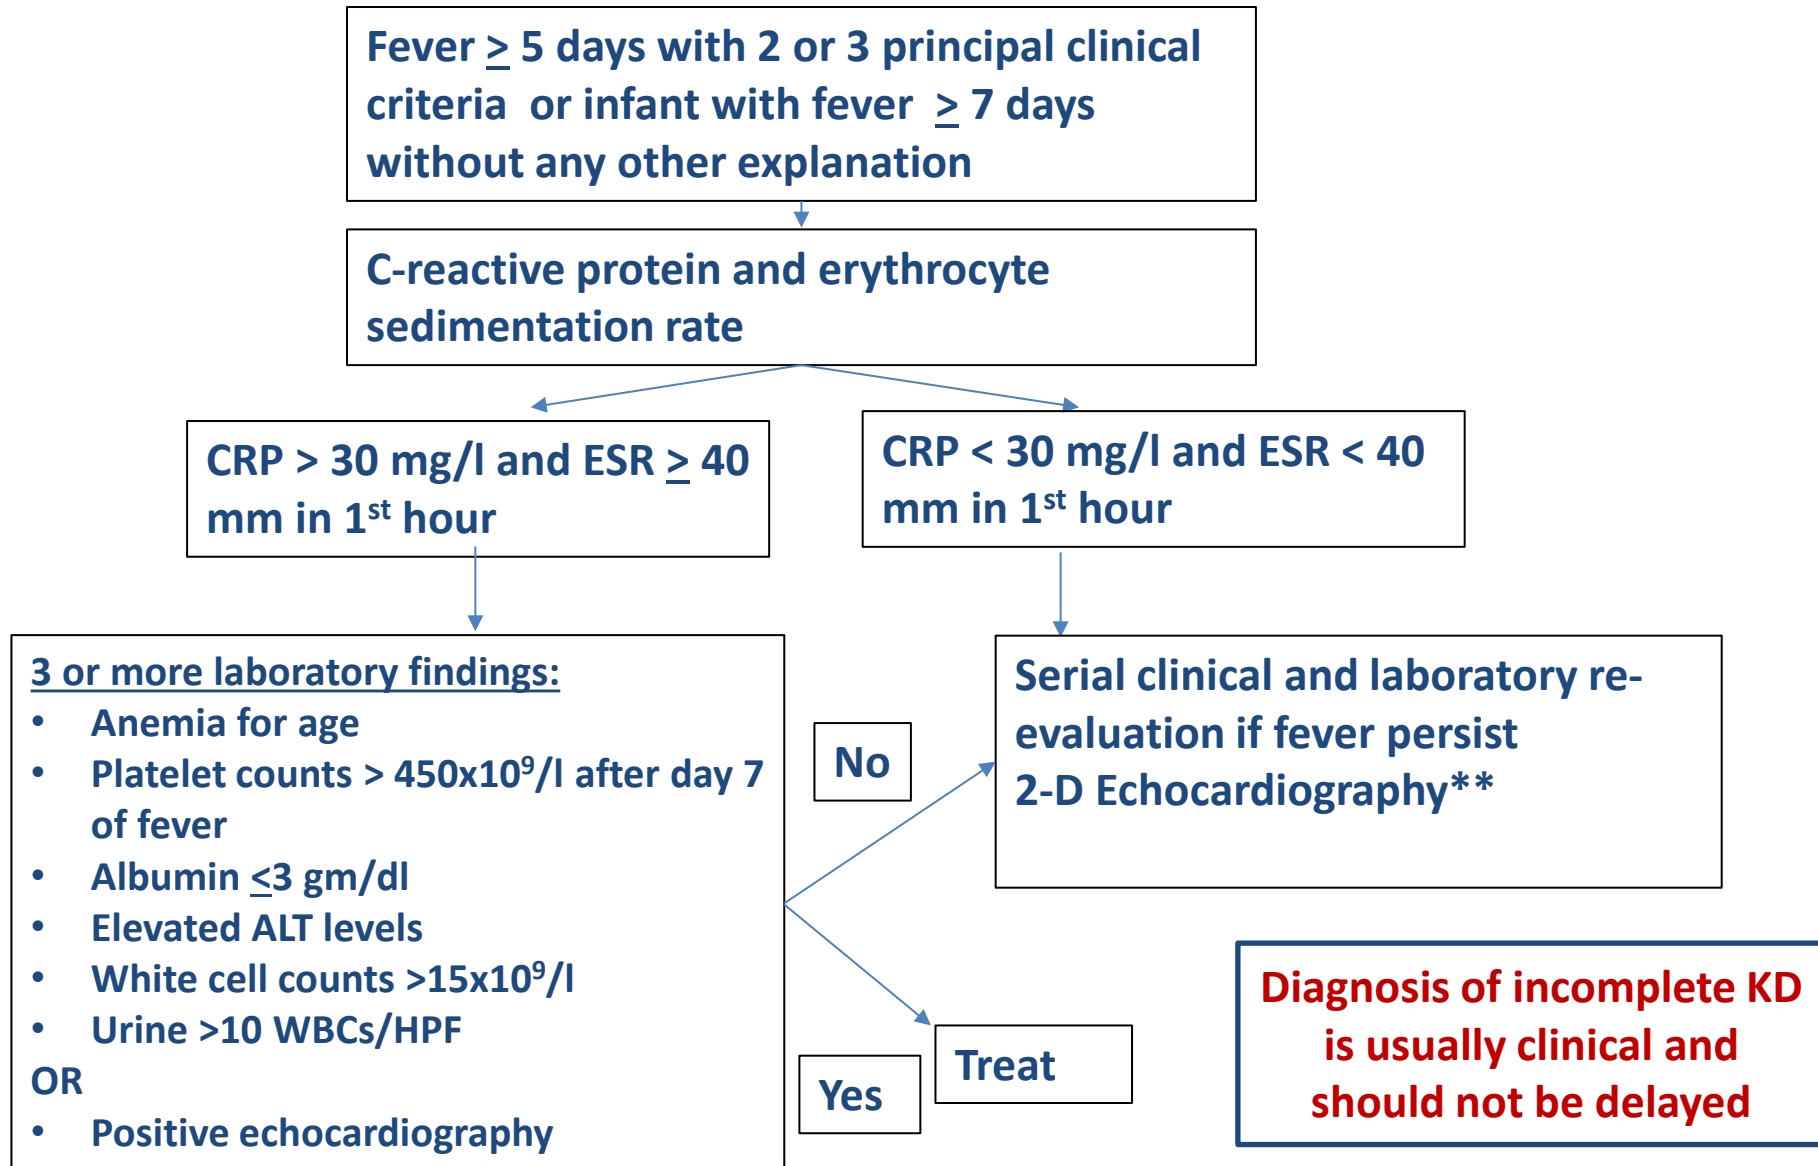 Fever ≥ 5 days with 2 or 3 principal clinical
criteria or infant with fever ≥ 7 days
without any other explanation
C-reactive protein and erythrocyte
sedimentation rate
CRP > 30 mg/l and ESR ≥ 40
mm in 1st hour
CRP < 30 mg/l and ESR < 40
mm in 1st hour
3 or more laboratory findings:
• Anemia for age
• Platelet counts > 450x10⁹/l after day 7
of fever
• Albumin ≤3 gm/dl
• Elevated ALT levels
• White cell counts >15x10⁹/l
• Urine >10 WBCs/HPF
OR
• Positive echocardiography
No
Yes
Serial clinical and laboratory re-
evaluation if fever persist
2-D Echocardiography**
Treat
Diagnosis of incomplete KD
is usually clinical and
should not be delayed